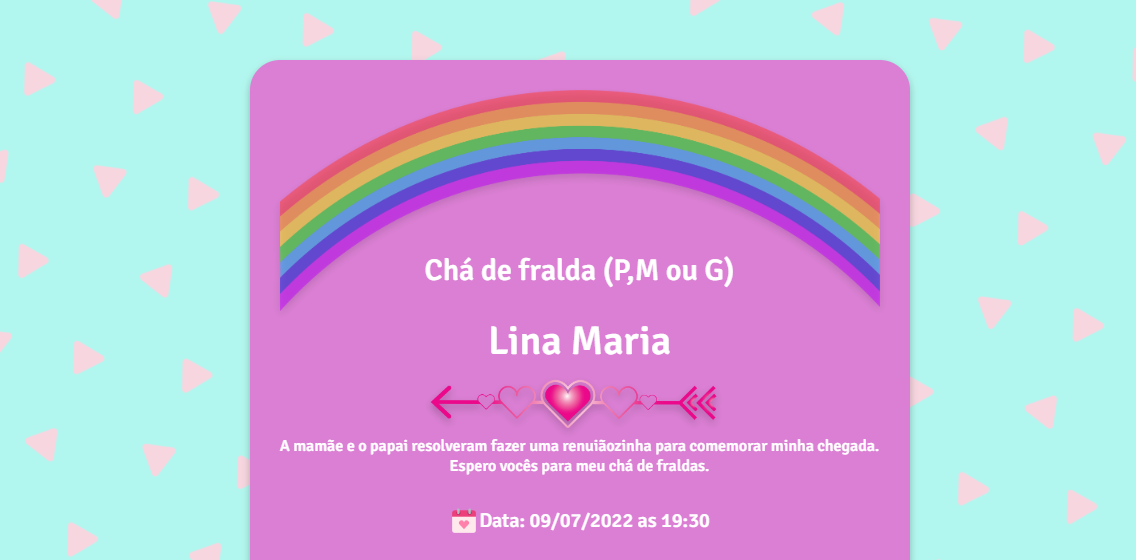 Chá de fralda (P,M ou G)
Lina Maria
A mamãe e o papai resolveram fazer uma renuiãozinha para comemorar minha chegada.
Espero vocês para meu chá de fraldas.
Data: 09/07/2022 as 19:30